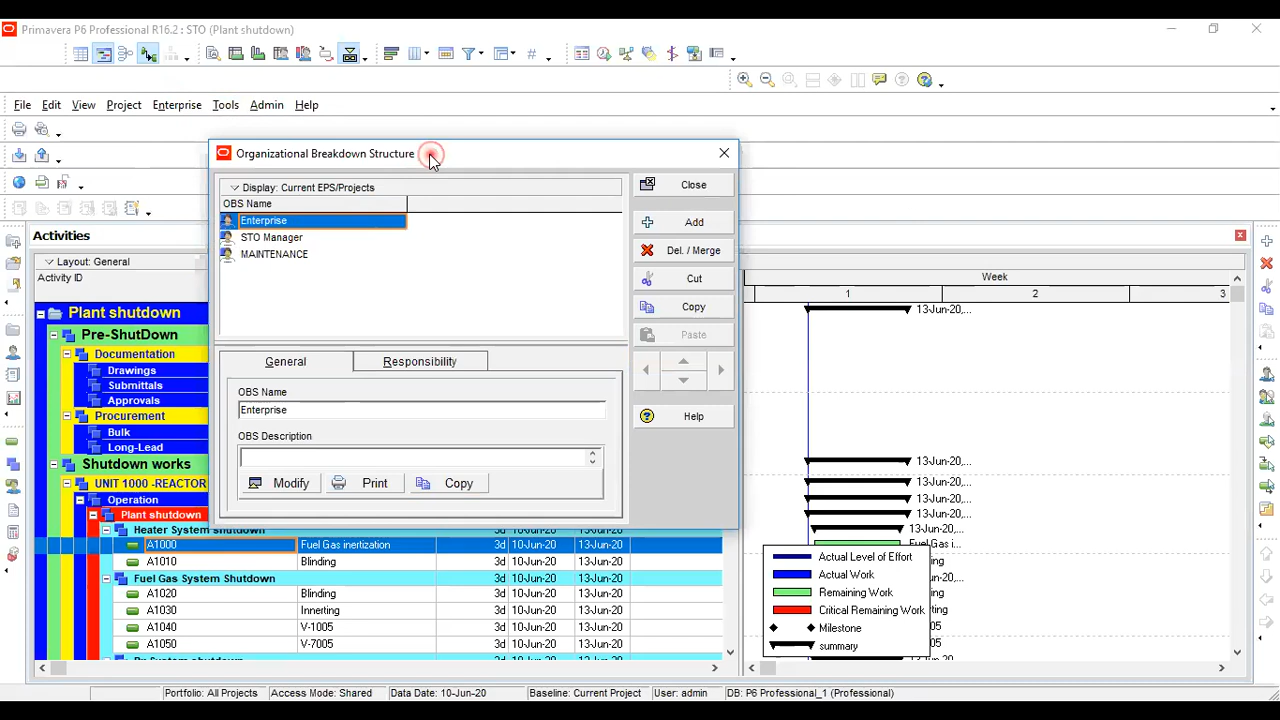 Primavera P6 Professional R16.2 : STO (Plant shutdown)
File Edit View Project Enterprise Tools Admin Help
Organizational Breakdown Structure
Display: Current EPS/Projects
OBS Name
Enterprise
STO Manager
MAINTENANCE
Close
Add
Del. / Merge
Cut
Copy
Paste
Help
General Responsibility
OBS Name
Enterprise
OBS Description
Modify Print Copy
Activities
Layout: General
Activity ID
Week
1 2 3
Plant shutdown 13-Jun-20,...
Pre-ShutDown
Documentation
Drawings
Submittals
Approvals
Procurement
Bulk
Long-Lead
Shutdown works 13-Jun-20,...
UNIT 1000 -REACTOR 13-Jun-20,...
Operation 13-Jun-20,...
Plant shutdown 13-Jun-20,...
Heater System shutdown 13-Jun-20,...
A1000 Fuel Gas inertization 3d 10-Jun-20 13-Jun-20 Fuel Gas i...
A1010 Blinding 3d 10-Jun-20 13-Jun-20
Fuel Gas System Shutdown
A1020 Blinding 3d 10-Jun-20 13-Jun-20
A1030 Innerting 3d 10-Jun-20 13-Jun-20
A1040 V-1005 3d 10-Jun-20 13-Jun-20
A1050 V-7005 3d 10-Jun-20 13-Jun-20
Actual Level of Effort
Actual Work
Remaining Work
Critical Remaining Work
Milestone
summary
Portfolio: All Projects Access Mode: Shared Data Date: 10-Jun-20 Baseline: Current Project User: admin DB: P6 Professional_1 (Professional)